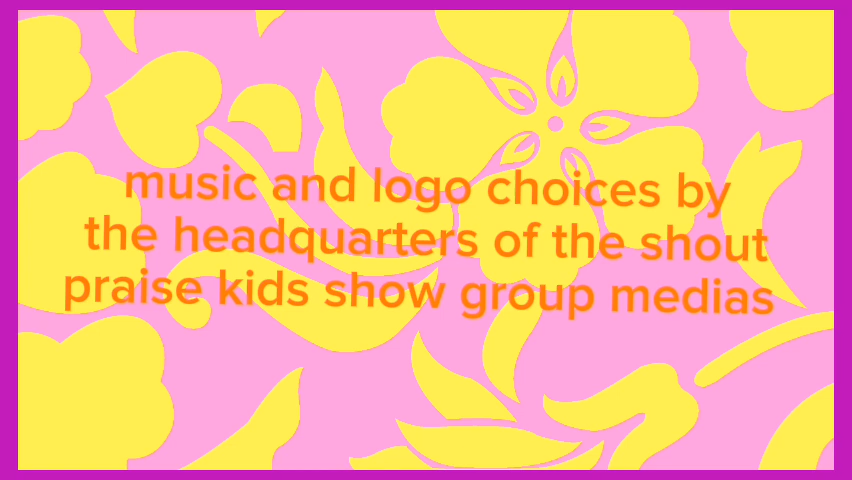 music and logo choices by
the headquarters of the shout
praise kids show group medias